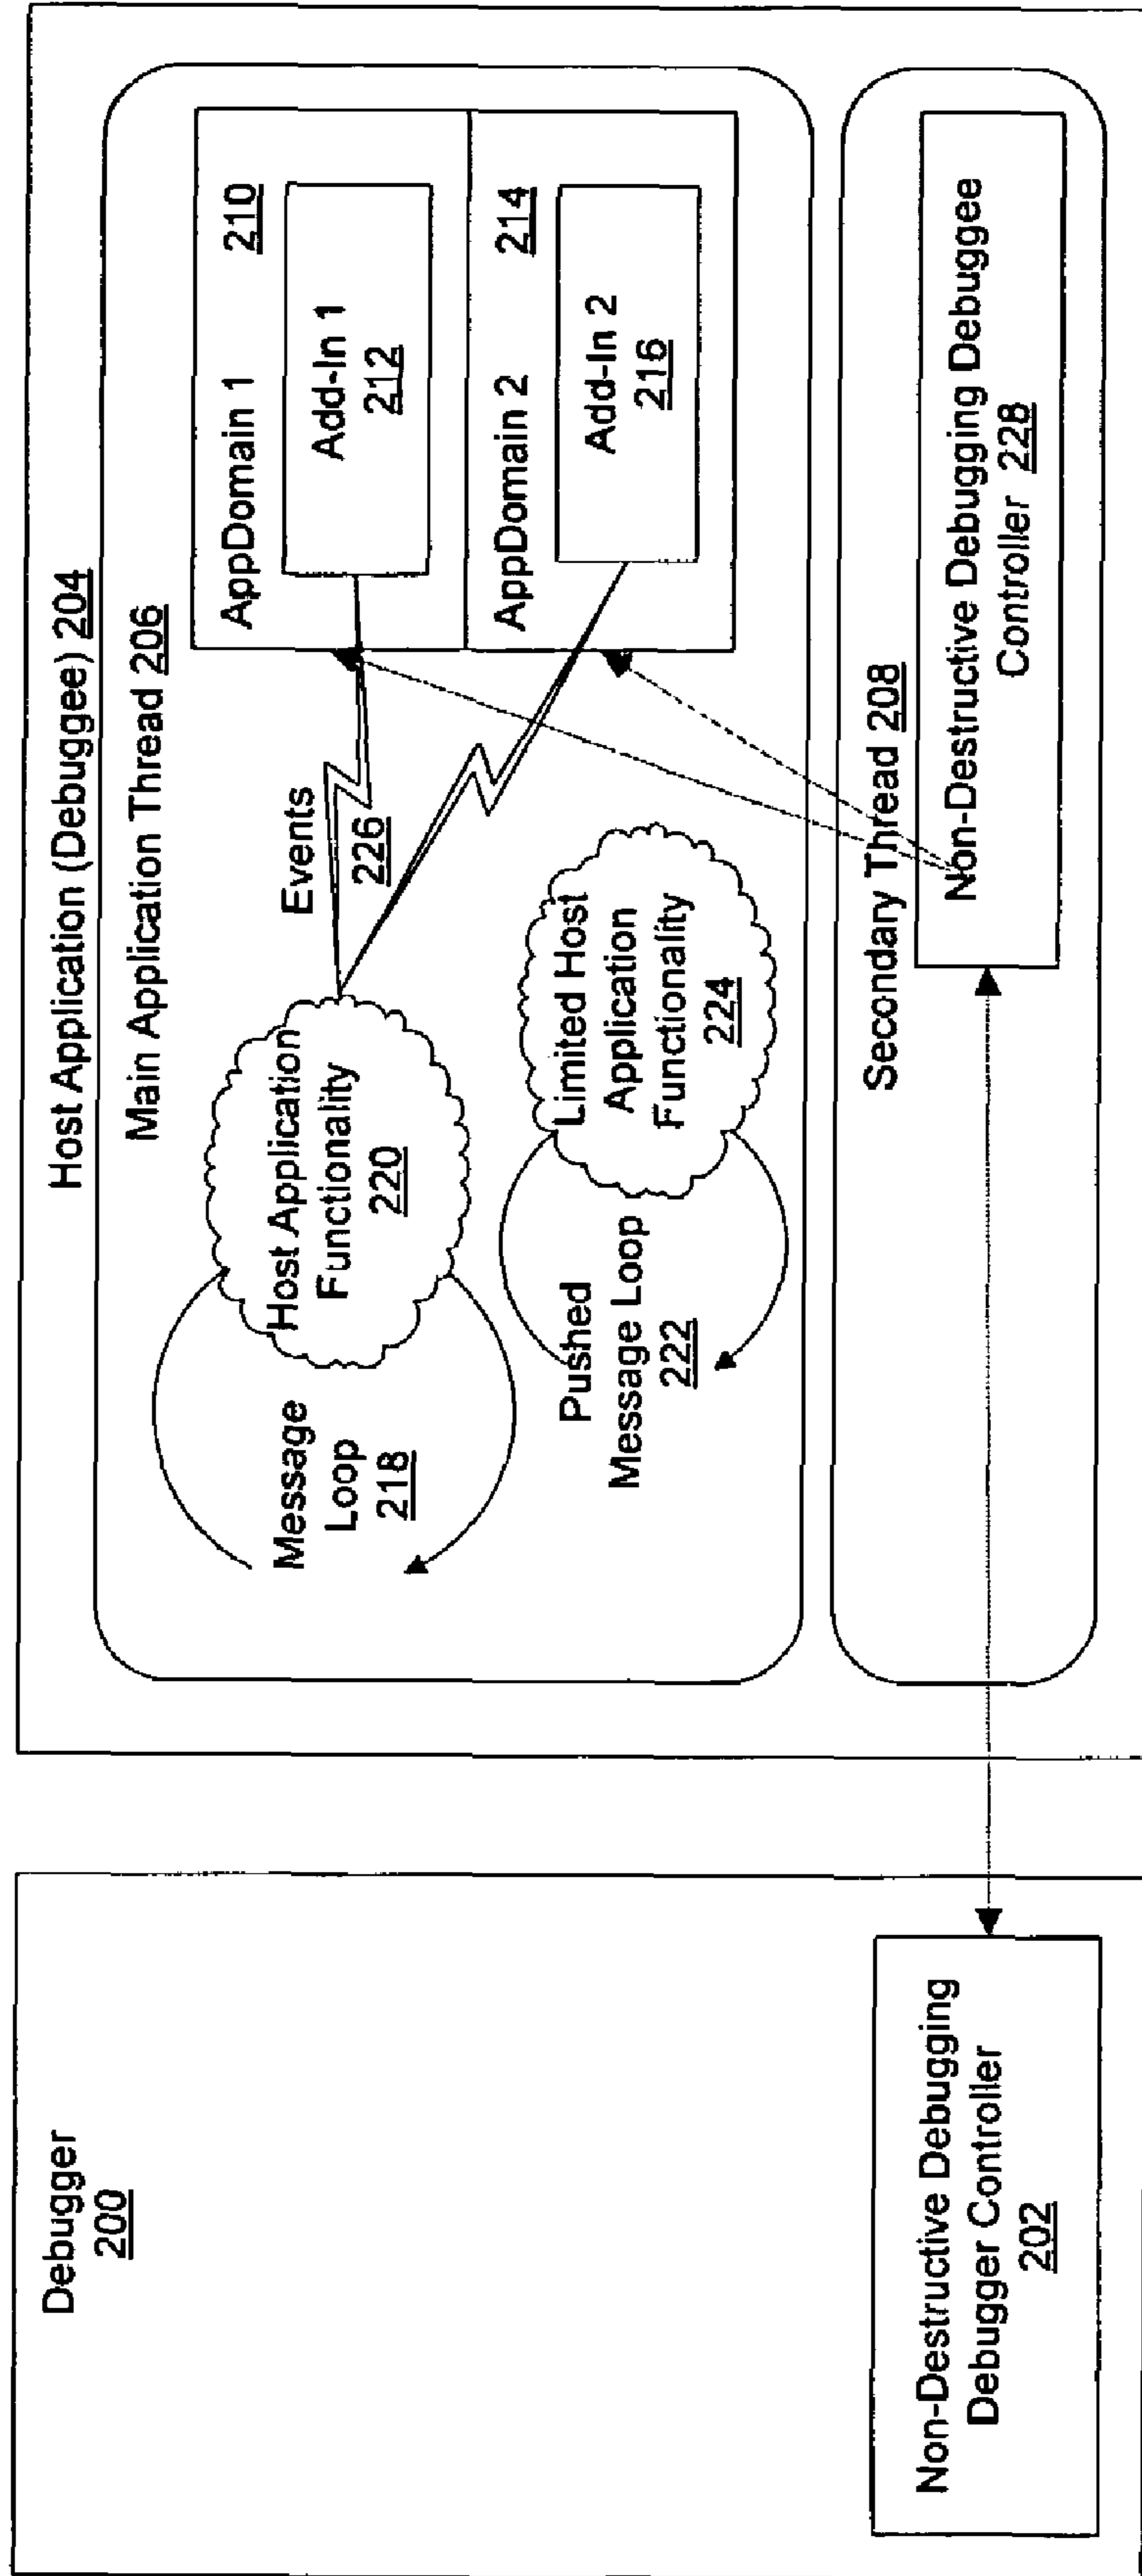 Debugger
200
Non-Destructive Debugging
Debugger Controller
202
Host Application (Debuggee) 204
Main Application Thread 206
Message
Loop
218
Host Application
Functionality
220
Events
226
AppDomain 1 210
Add-In 1
212
AppDomain 2 214
Add-In 2
216
Pushed
Message Loop
222
Limited Host
Application
Functionality
224
Secondary Thread 208
Non-Destructive Debugging Debuggee
Controller 228